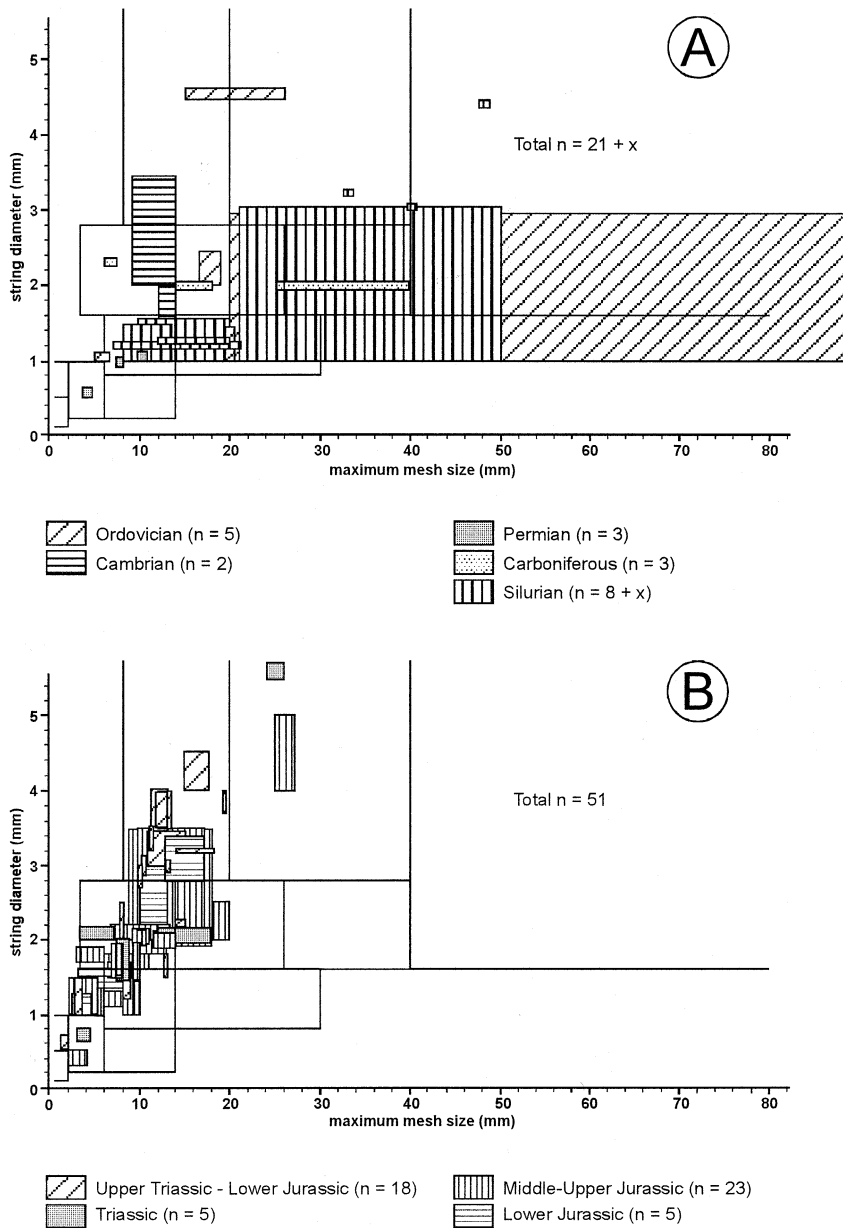 A
Total n = 21 + x
string diameter (mm)
5
4
3
2
1
0
0 10 20 30 40 50 60 70 80
maximum mesh size (mm)
Ordovician (n = 5)
Cambrian (n = 2)
Permian (n = 3)
Carboniferous (n = 3)
Silurian (n = 8 + x)
B
Total n = 51
string diameter (mm)
5
4
3
2
1
0
0 10 20 30 40 50 60 70 80
maximum mesh size (mm)
Upper Triassic - Lower Jurassic (n = 18)
Triassic (n = 5)
Middle-Upper Jurassic (n = 23)
Lower Jurassic (n = 5)